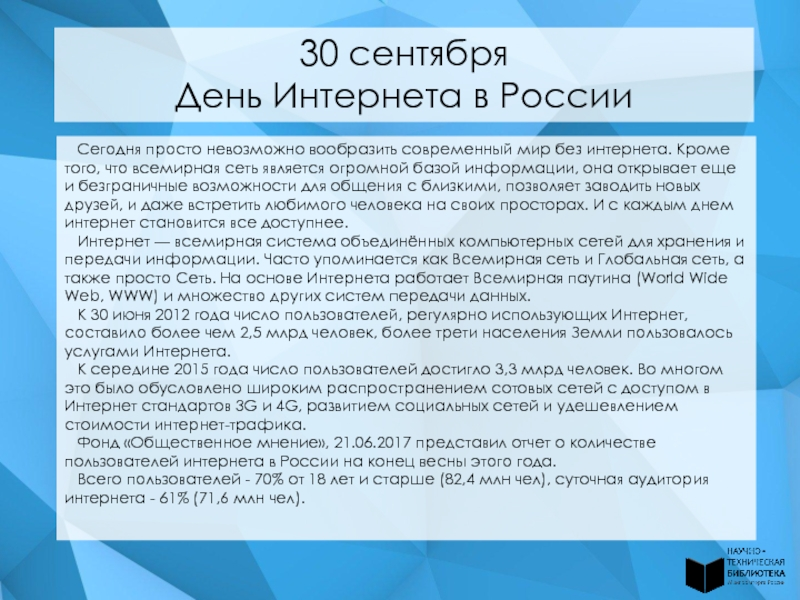 30 сентября
День Интернета в России
Сегодня просто невозможно вообразить современный мир без интернета. Кроме
того, что всемирная сеть является огромной базой информации, она открывает еще
и безграничные возможности для общения с близкими, позволяет заводить новых
друзей, и даже встретить любимого человека на своих просторах. И с каждым днем
интернет становится все доступнее.
Интернет — всемирная система объединённых компьютерных сетей для хранения и
передачи информации. Часто упоминается как Всемирная сеть и Глобальная сеть, а
также просто Сеть. На основе Интернета работает Всемирная паутина (World Wide
Web, WWW) и множество других систем передачи данных.
К 30 июня 2012 года число пользователей, регулярно использующих Интернет,
составило более чем 2,5 млрд человек, более трети населения Земли пользовалось
услугами Интернета.
К середине 2015 года число пользователей достигло 3,3 млрд человек. Во многом
это было обусловлено широким распространением сотовых сетей с доступом в
Интернет стандартов 3G и 4G, развитием социальных сетей и удешевлением
стоимости интернет-трафика.
Фонд «Общественное мнение», 21.06.2017 представил отчет о количестве
пользователей интернета в России на конец весны этого года.
Всего пользователей - 70% от 18 лет и старше (82,4 млн чел), суточная аудитория
интернета - 61% (71,6 млн чел).
НАУЧНО -
ТЕХНИЧЕСКАЯ
БИБЛИОТЕКА